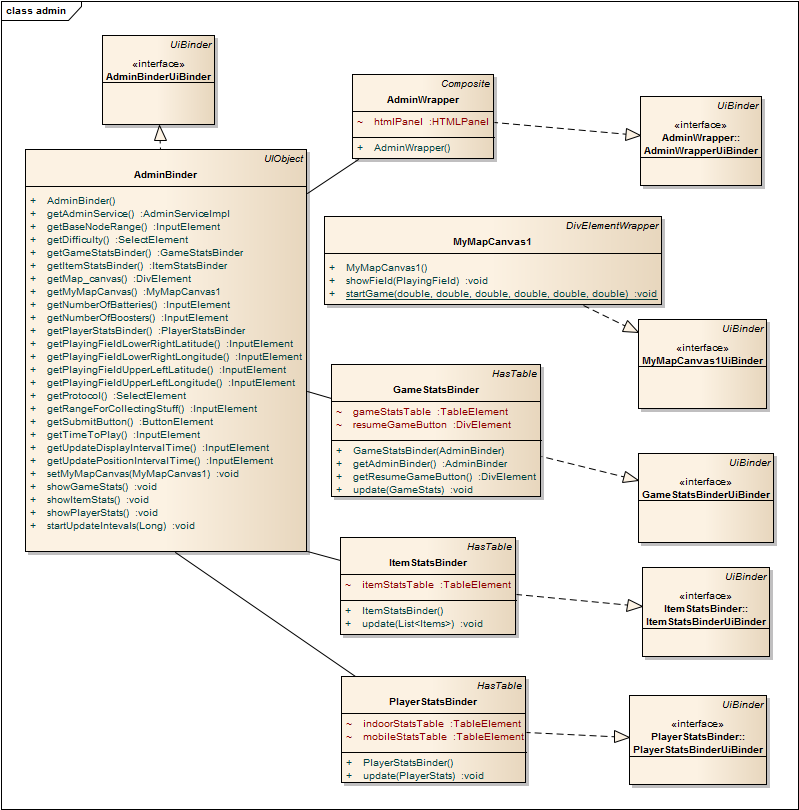 class admin
UiBinder
«interface»
AdminBinderUiBinder
UIObject
AdminBinder
+ AdminBinder()
+ getAdminService() :AdminServiceImpl
+ getBaseNodeRange() :InputElement
+ getDifficulty() :SelectElement
+ getGameStatsBinder() :GameStatsBinder
+ getItemStatsBinder() :ItemStatsBinder
+ getMap_canvas() :DivElement
+ getMyMapCanvas() :MyMapCanvas1
+ getNumberOfBatteries() :InputElement
+ getNumberOfBoosters() :InputElement
+ getPlayerStatsBinder() :PlayerStatsBinder
+ getPlayingFieldLowerRightLatitude() :InputElement
+ getPlayingFieldLowerRightLongitude() :InputElement
+ getPlayingFieldUpperLeftLatitude() :InputElement
+ getPlayingFieldUpperLeftLongitude() :InputElement
+ getProtocol() :SelectElement
+ getRangeForCollectingStuff() :InputElement
+ getSubmitButton() :ButtonElement
+ getTimeToPlay() :InputElement
+ getUpdateDisplayIntervalTime() :InputElement
+ getUpdatePositionIntervalTime() :InputElement
+ setMyMapCanvas(MyMapCanvas1) :void
+ showGameStats() :void
+ showItemStats() :void
+ showPlayerStats() :void
+ startUpdateIntevals(Long) :void
Composite
AdminWrapper
~ htmlPanel :HTMLPanel
+ AdminWrapper()
UiBinder
«interface»
AdminWrapper::
AdminWrapperUiBinder
DivElementWrapper
MyMapCanvas1
+ MyMapCanvas1()
+ showField(PlayingField) :void
+ startGame(double, double, double, double, double, double) :void
UiBinder
«interface»
MyMapCanvas1UiBinder
HasTable
GameStatsBinder
~ gameStatsTable :TableElement
~ resumeGameButton :DivElement
+ GameStatsBinder(AdminBinder)
+ getAdminBinder() :AdminBinder
+ getResumeGameButton() :DivElement
+ update(GameStats) :void
UiBinder
«interface»
GameStatsBinderUiBinder
HasTable
ItemStatsBinder
~ itemStatsTable :TableElement
+ ItemStatsBinder()
+ update(List<Items>) :void
UiBinder
«interface»
ItemStatsBinder::
ItemStatsBinderUiBinder
HasTable
PlayerStatsBinder
~ indoorStatsTable :TableElement
~ mobileStatsTable :TableElement
+ PlayerStatsBinder()
+ update(PlayerStats) :void
UiBinder
«interface»
PlayerStatsBinder::
PlayerStatsBinderUiBinder